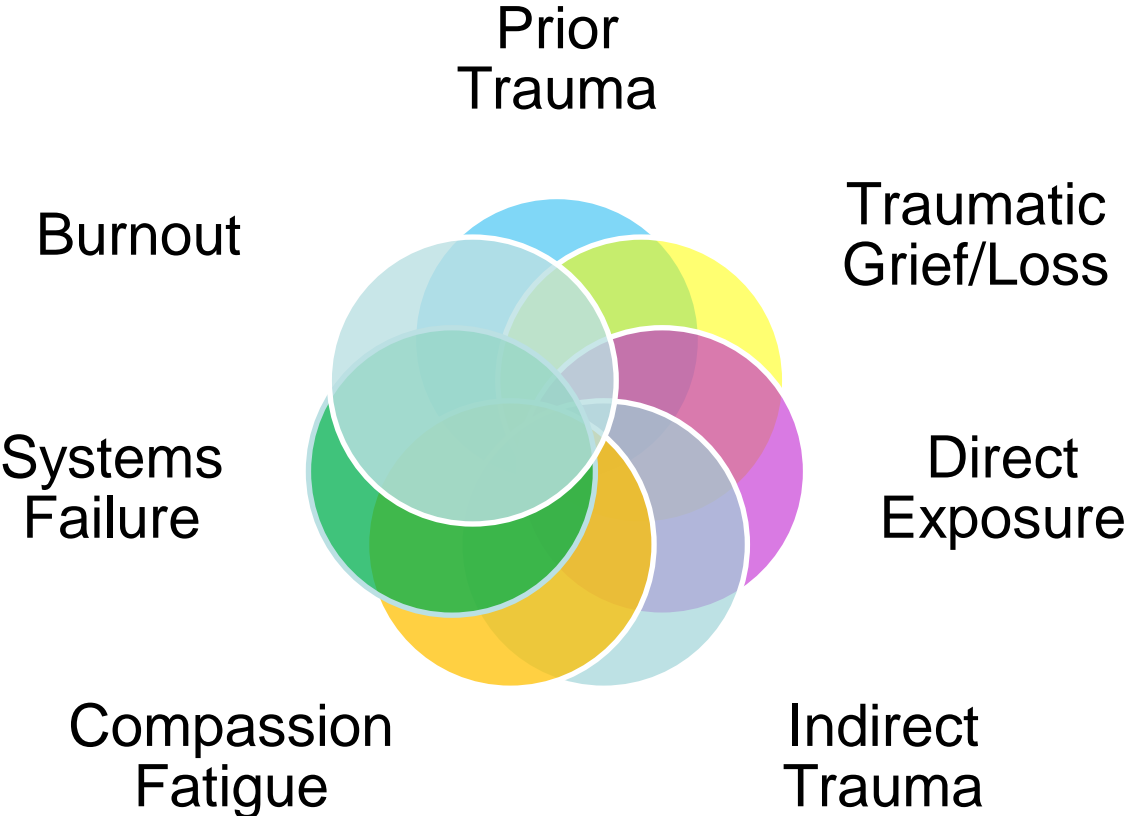 Prior
Trauma
Traumatic
Grief/Loss
Direct
Exposure
Indirect
Trauma
Compassion
Fatigue
Systems
Failure
Burnout